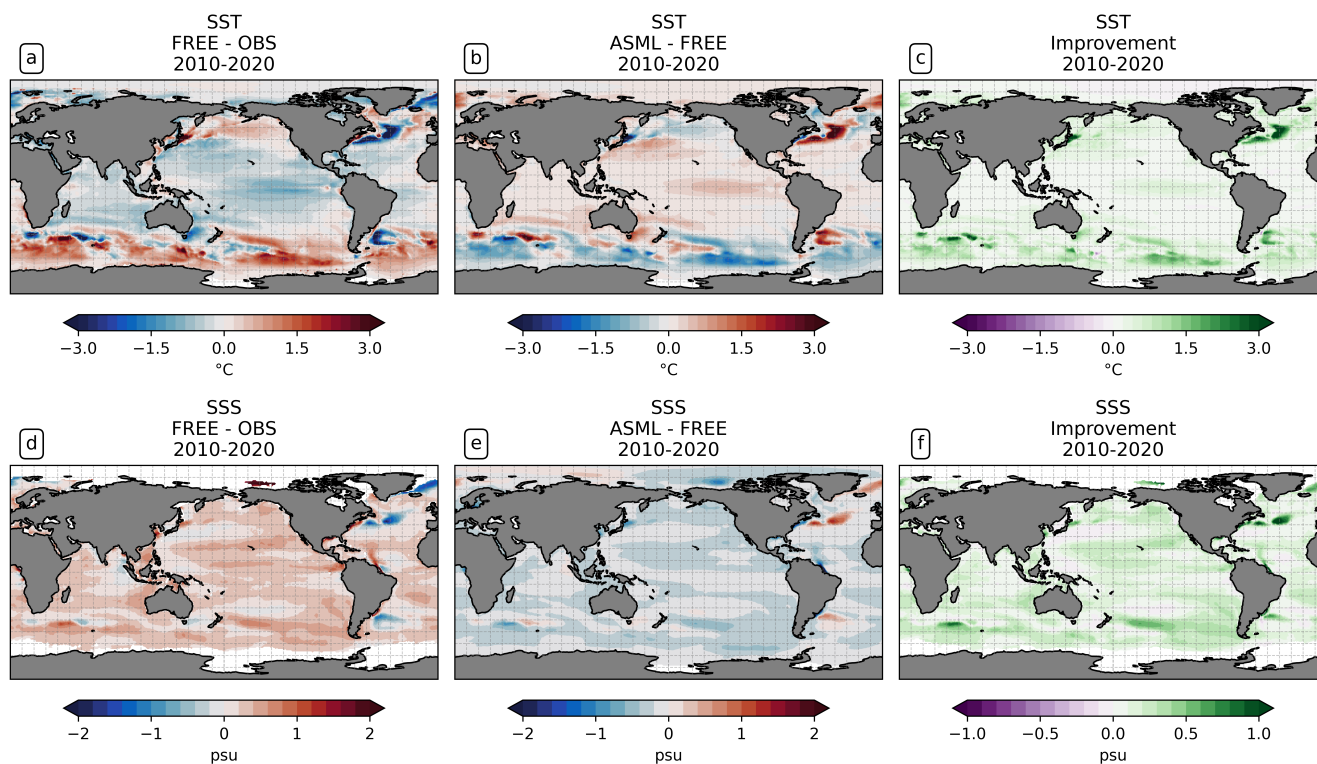 SST
FREE - OBS
2010-2020
a
SST
ASML - FREE
2010-2020
b
SST
Improvement
2010-2020
c
−3.0 −1.5 0.0 1.5 3.0
°C
−3.0 −1.5 0.0 1.5 3.0
°C
−3.0 −1.5 0.0 1.5 3.0
°C
SSS
FREE - OBS
2010-2020
d
SSS
ASML - FREE
2010-2020
e
SSS
Improvement
2010-2020
f
−2 −1 0 1 2
psu
−2 −1 0 1 2
psu
−1.0 −0.5 0.0 0.5 1.0
psu